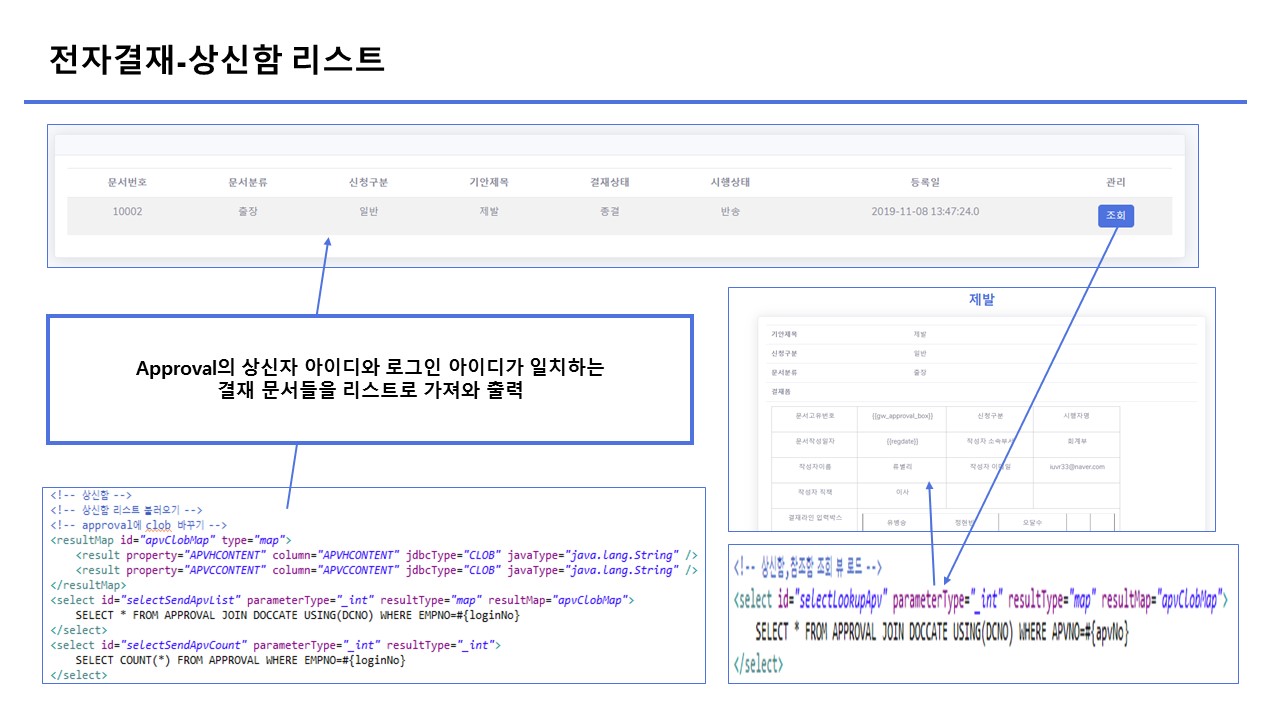 전자결재-상신함 리스트
문서번호 문서분류 신청구분 기안제목 결재상태 시행상태 등록일 관리
10002 출장 일반 제발 종결 반송 2019-11-08 13:47:24.0 조회
Approval의 상신자 아이디와 로그인 아이디가 일치하는
결재 문서들을 리스트로 가져와 출력
<!-- 상신함 -->
<!-- 상신함 리스트 불러오기 -->
<!-- approval에 clob 바꾸기 -->
<resultMap id="apvClobMap" type="map">
<result property="APVHCONTENT" column="APVHCONTENT" jdbcType="CLOB" javaType="java.lang.String" />
<result property="APVCCONTENT" column="APVCCONTENT" jdbcType="CLOB" javaType="java.lang.String" />
</resultMap>
<select id="selectSendApvList" parameterType="_int" resultType="map" resultMap="apvClobMap">
SELECT * FROM APPROVAL JOIN DOCCATE USING(DCNO) WHERE EMPNO=#{loginNo}
</select>
<select id="selectSendApvCount" parameterType="_int" resultType="_int">
SELECT COUNT(*) FROM APPROVAL WHERE EMPNO=#{loginNo}
</select>
제발
기안제목 제발
신청구분 일반
문서분류 출장
결재폼
문서고유번호 {{gw_approval_box}} 신청구분 시행자명
문서작성일자 {{regdate}} 작성자 소속부서 회계부
작성자이름 류별리 작성자 이메일 iuvr33@naver.com
작성자 직책 이사
결재라인 입력박스 유병승 정현빈 오달수
<!-- 상신함,참조함 조회 뷰 로드 -->
<select id="selectLookupApv" parameterType="_int" resultType="map" resultMap="apvClobMap">
SELECT * FROM APPROVAL JOIN DOCCATE USING(DCNO) WHERE APVNO=#{apvNo}
</select>